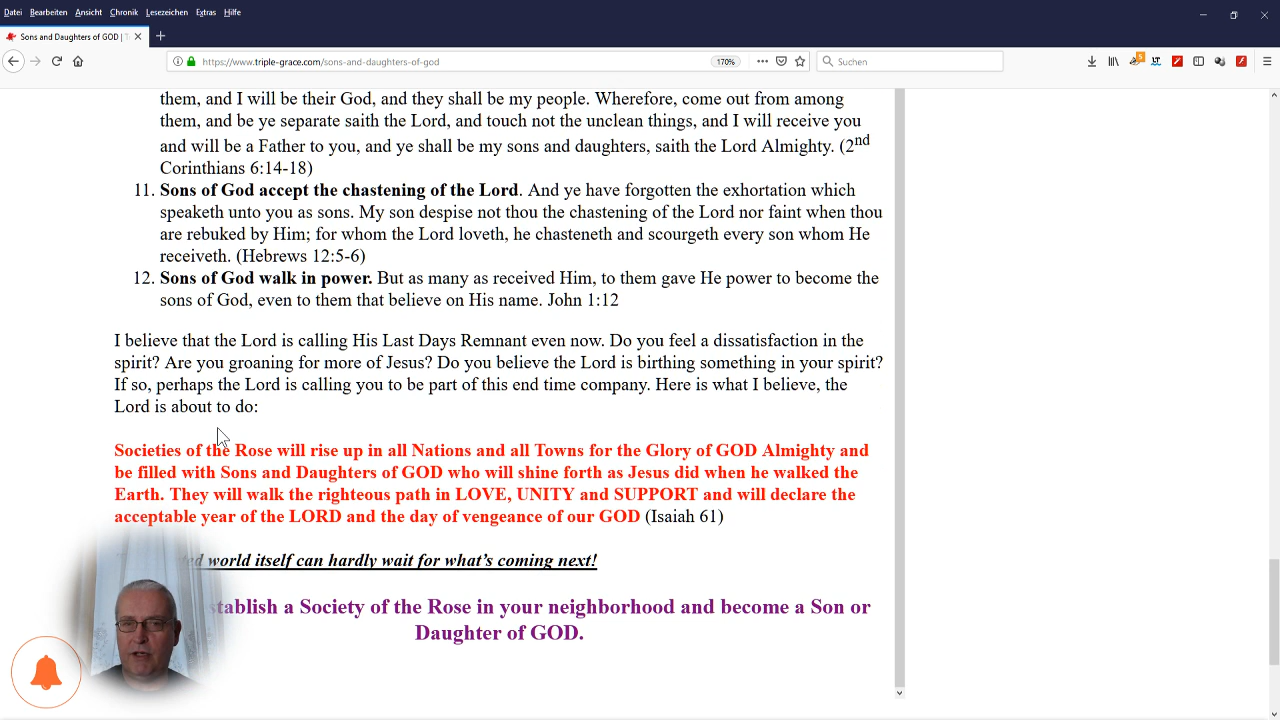 Datei Bearbeiten Ansicht Chronik Lesezeichen Extras Hilfe
Sons and Daughters of GOD | T
https://www.triple-grace.com/sons-and-daughters-of-god 170% Suchen
5
them, and I will be their God, and they shall be my people. Wherefore, come out from among
them, and be ye separate saith the Lord, and touch not the unclean things, and I will receive you
and will be a Father to you, and ye shall be my sons and daughters, saith the Lord Almighty. (2nd
Corinthians 6:14-18)
11. Sons of God accept the chastening of the Lord. And ye have forgotten the exhortation which
speaketh unto you as sons. My son despise not thou the chastening of the Lord nor faint when thou
are rebuked by Him; for whom the Lord loveth, he chasteneth and scourgeth every son whom He
receiveth. (Hebrews 12:5-6)
12. Sons of God walk in power. But as many as received Him, to them gave He power to become the
sons of God, even to them that believe on His name. John 1:12
I believe that the Lord is calling His Last Days Remnant even now. Do you feel a dissatisfaction in the
spirit? Are you groaning for more of Jesus? Do you believe the Lord is birthing something in your spirit?
If so, perhaps the Lord is calling you to be part of this end time company. Here is what I believe, the
Lord is about to do:
Societies of the Rose will rise up in all Nations and all Towns for the Glory of GOD Almighty and
be filled with Sons and Daughters of GOD who will shine forth as Jesus did when he walked the
Earth. They will walk the righteous path in LOVE, UNITY and SUPPORT and will declare the
acceptable year of the LORD and the day of vengeance of our GOD (Isaiah 61)
world itself can hardly wait for what's coming next!
a Society of the Rose in your neighborhood and become a Son or
Daughter of GOD.